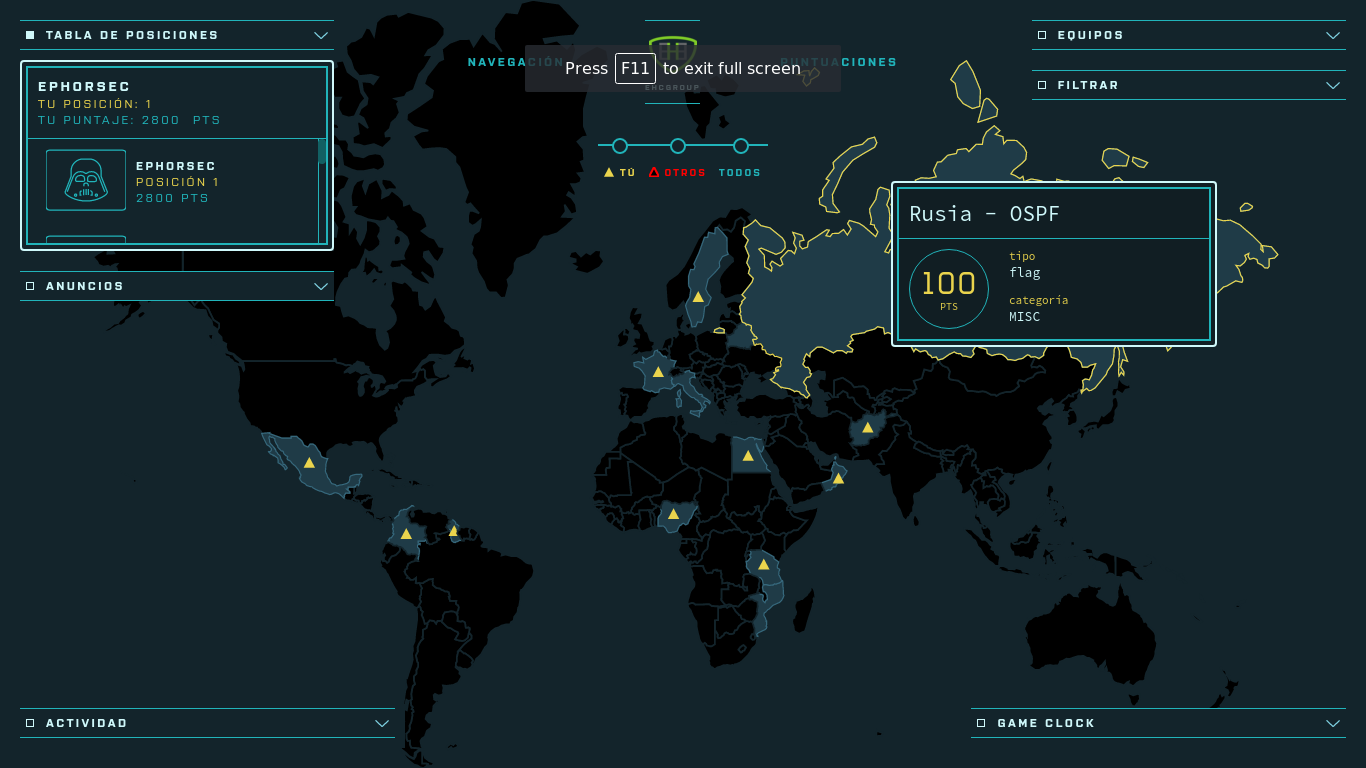 TABLA DE POSICIONES
EPHORSEC
TU POSICIÓN: 1
TU PUNTAJE: 2800 PTS
EPHORSEC
POSICIÓN 1
2800 PTS
ANUNCIOS
NAVEGACIÓN
EHCGROUP
PUNTUACIONES
Press F11 to exit full screen
TÚ
OTROS
TODOS
EQUIPOS
FILTRAR
Rusia - OSPF
100
PTS
tipo
flag
categoría
MISC
ACTIVIDAD
GAME CLOCK